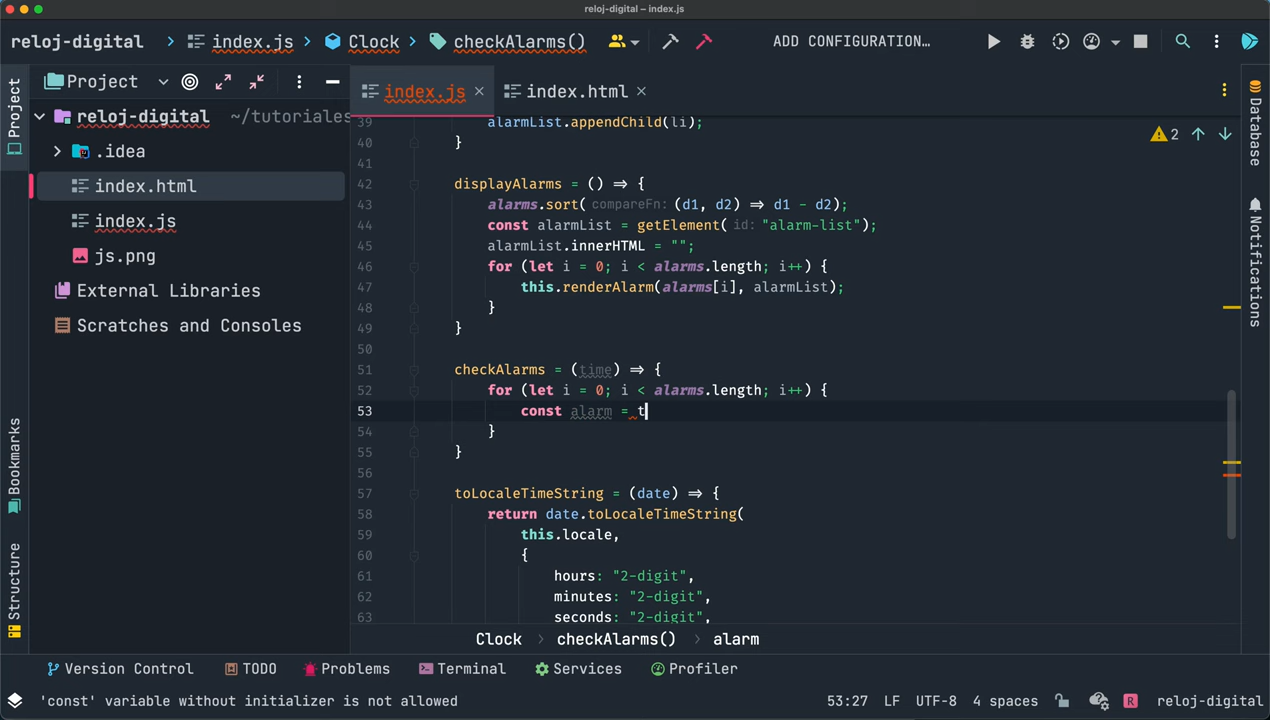 reloj-digital – index.js
reloj-digital
index.js
Clock
checkAlarms()
ADD CONFIGURATION…
Project
Project
index.js
index.html
Database
Notifications
Bookmarks
Structure
reloj-digital ~/tutoriales
.idea
index.html
index.js
js.png
External Libraries
Scratches and Consoles
2
39 alarmList.appendChild(li);
40 }
41
42 displayAlarms = () => {
43 alarms.sort( compareFn: (d1, d2) => d1 - d2);
44 const alarmList = getElement( id: "alarm-list");
45 alarmList.innerHTML = "";
46 for (let i = 0; i < alarms.length; i++) {
47 this.renderAlarm(alarms[i], alarmList);
48 }
49 }
50
51 checkAlarms = (time) => {
52 for (let i = 0; i < alarms.length; i++) {
53 const alarm = t
54 }
55 }
56
57 toLocaleTimeString = (date) => {
58 return date.toLocaleTimeString(
59 this.locale,
60 {
61 hours: "2-digit",
62 minutes: "2-digit",
63 seconds: "2-digit",
Clock > checkAlarms() > alarm
Version Control
TODO
Problems
Terminal
Services
Profiler
'const' variable without initializer is not allowed
53:27
LF
UTF-8
4 spaces
R
reloj-digital